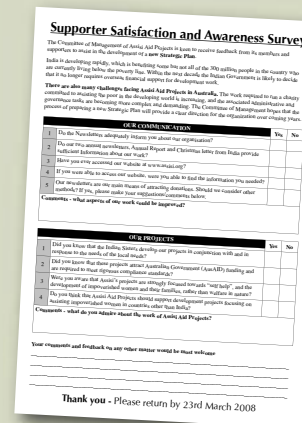 Supporter Satisfaction and Awareness Survey
The Committee of Management of Assisi Aid Projects is keen to receive feedback from its members and
supporters to assist in the development of a new Strategic Plan.
India is developing rapidly, which is benefiting some but not all of the 300 million people in the country who
are currently living below the poverty line. Within the next decade the Indian Government is likely to decide
that it no longer requires overseas financial support for development work.
There are also many challenges facing Assisi Aid Projects in Australia. The work required to run a charity
committed to assisting the poor in the developing world is increasing, and the associated Administrative and
governance tasks are becoming more complex and demanding. The Committee of Management hopes that the
process of preparing a new Strategic Plan will provide a clear direction for the organisation over coming years.
OUR COMMUNICATION Yes No
1 Do the Newsletters adequately inform you about our organisation?
2 Do our two annual newsletters, Annual Report and Christmas letter from India provide
sufficient information about our work?
3 Have you ever accessed our website at www.assisi.org?
4 If you were able to access our website, were you able to find the information you needed?
5 Our newsletters are our main means of attracting donations. Should we consider other
methods? If yes, please make your suggestions/comments below.
Comments - what aspects of our work could be improved?
OUR PROJECTS Yes No
1 Did you know that the Indian Sisters develop our projects in conjunction with and in
response to the needs of the local needs?
2 Did you know that these projects attract Australian Government (AusAID) funding and
are required to meet rigorous compliance standards?
3 Were you aware that Assisi's projects are strongly focused towards "self help", and the
development of impoverished women and their families, rather than welfare in nature?
4 Do you think that Assisi Aid Projects should support development projects focusing on
assisting impoverished women in countries other than India?
Comments - what do you admire about the work of Assisi Aid Projects?
Your comments and feedback on any other matter would be most welcome
Thank you - Please return by 23rd March 2008